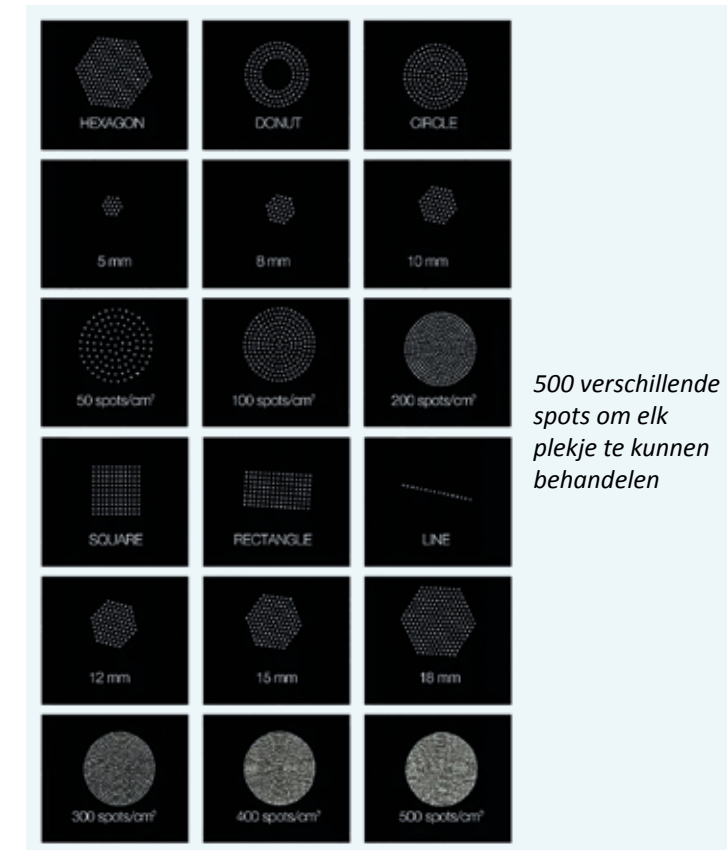 HEXAGON
DONUT
CIRCLE
5 mm
8 mm
10 mm
50 spots/cm²
100 spots/cm²
200 spots/cm²
500 verschillende
spots om elk
plekje te kunnen
behandelen
SQUARE
RECTANGLE
LINE
12 mm
15 mm
18 mm
300 spots/cm²
400 spots/cm²
500 spots/cm²